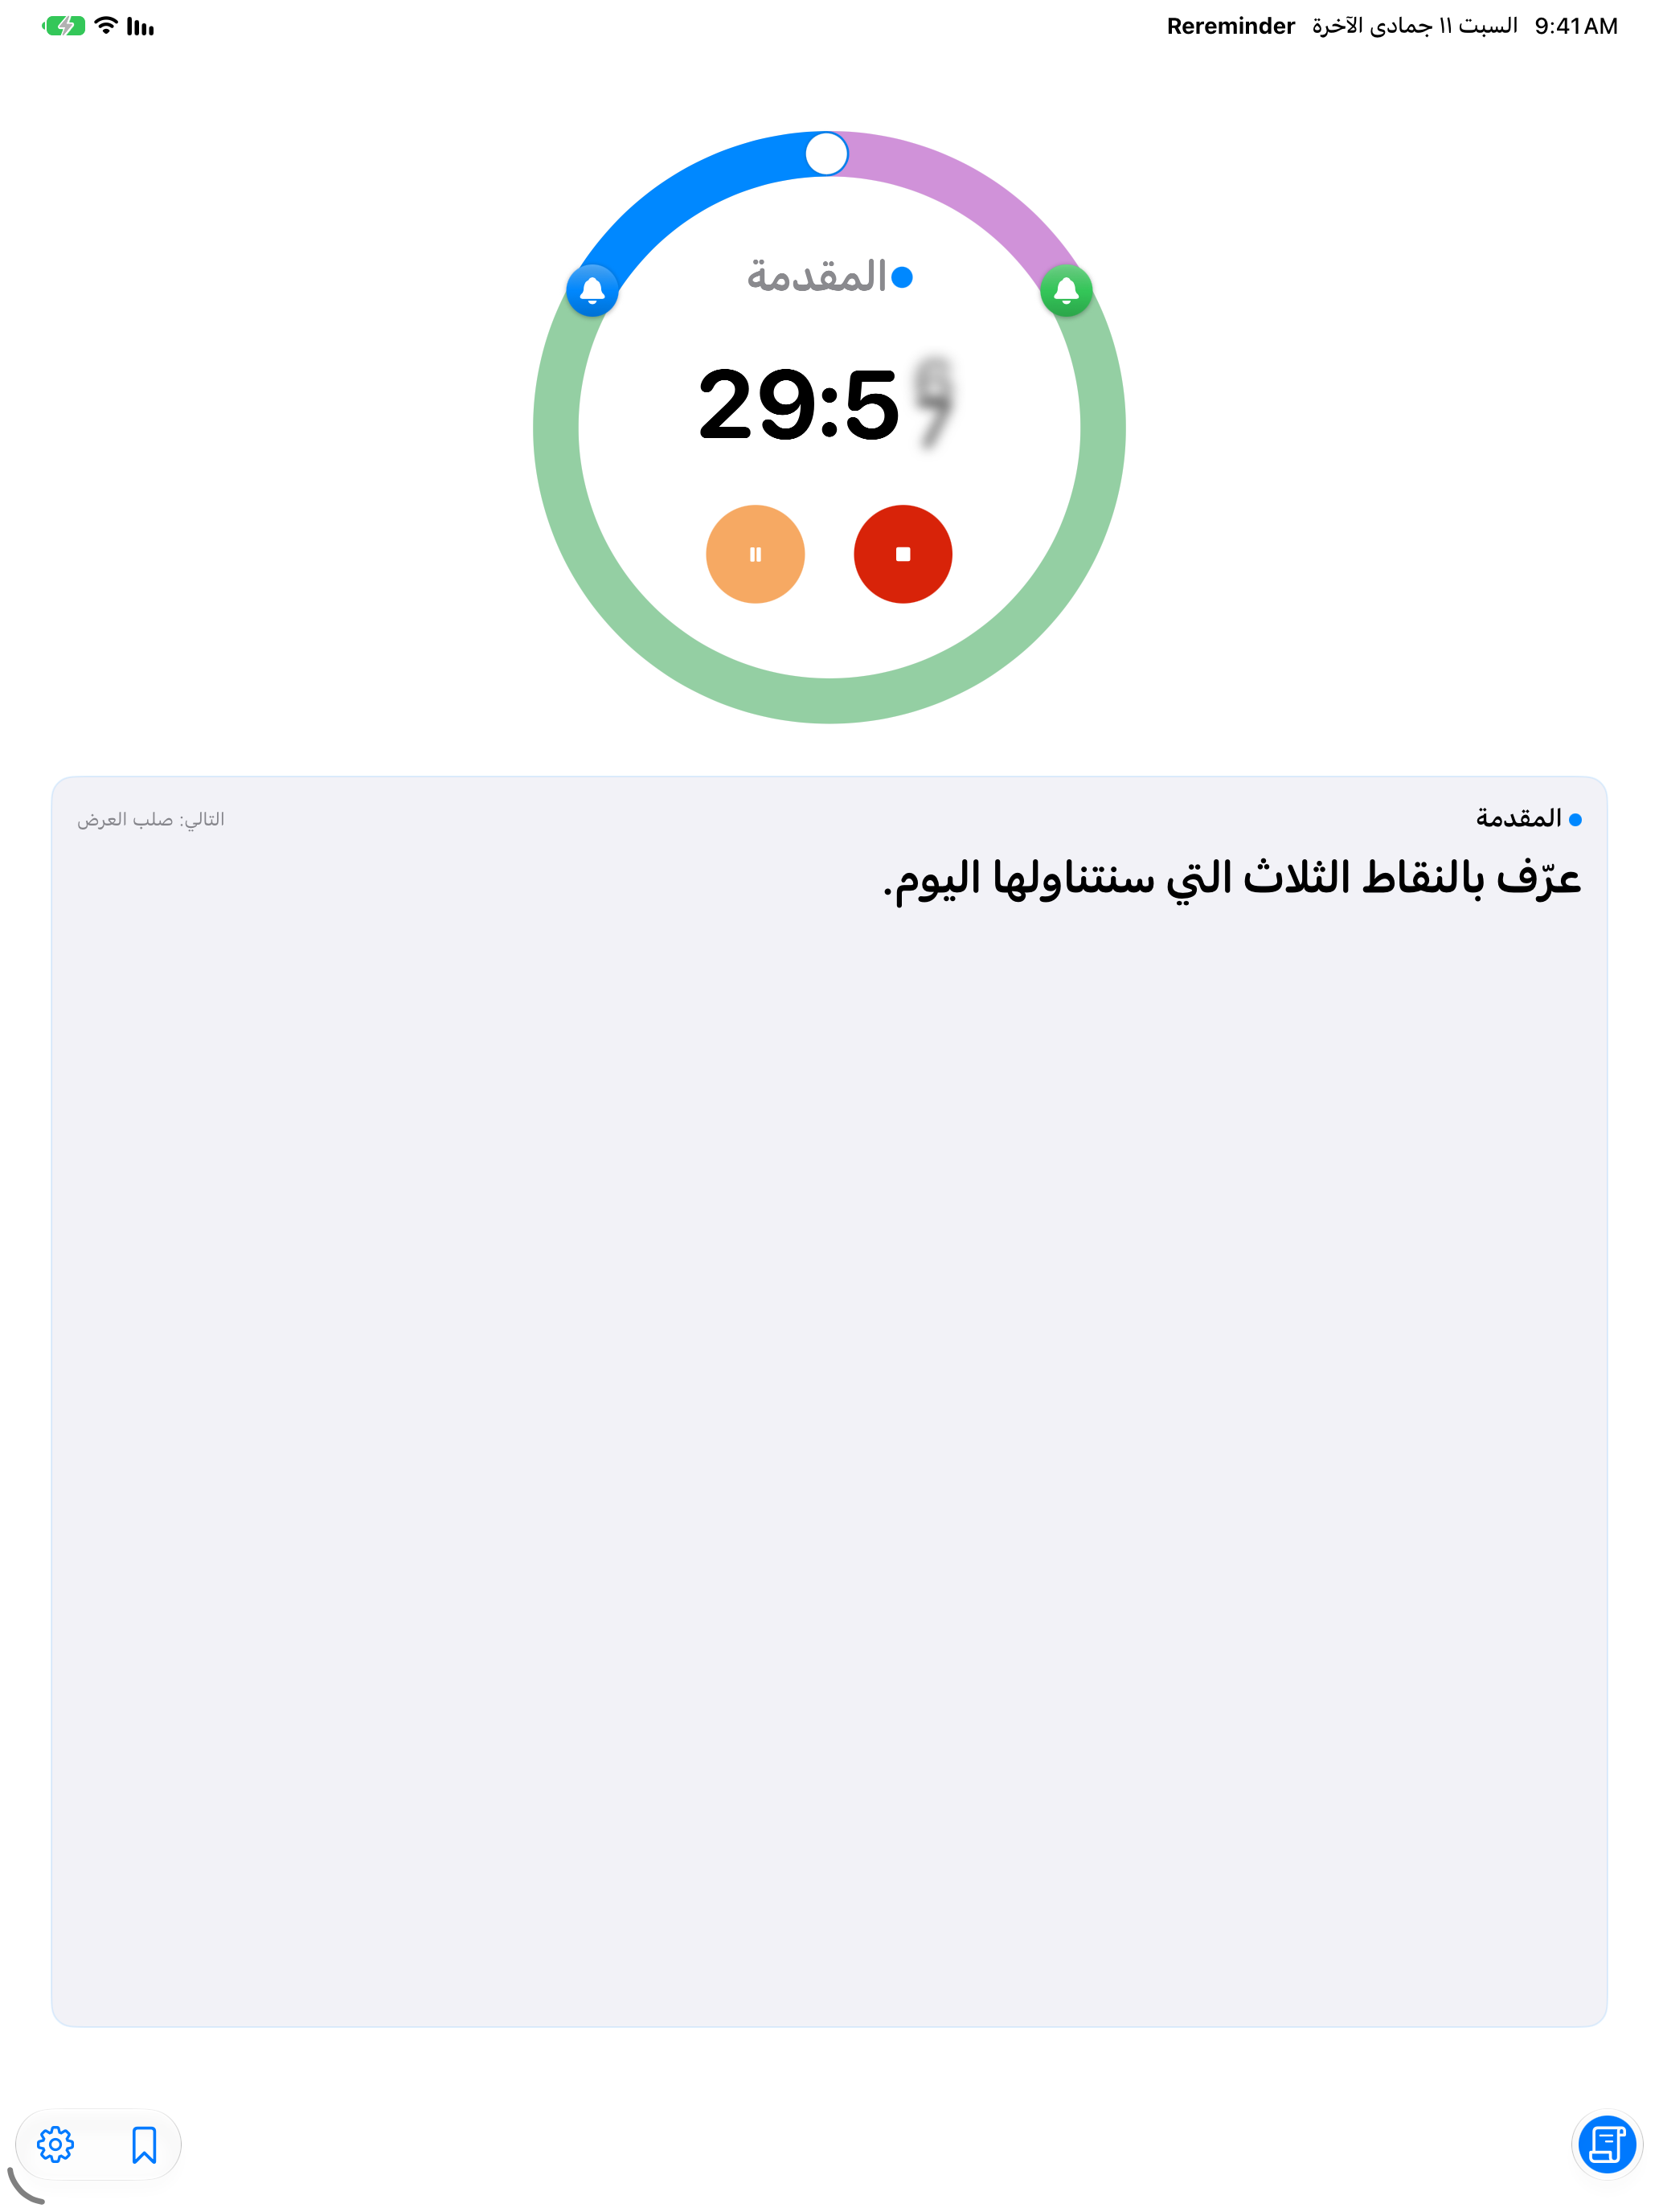 9:41 AM السبت ١١ جمادى الآخرة Rereminder
المقدمة
29:5
المقدمة
التالي: صلب العرض
عرّف بالنقاط الثلاث التي سنتناولها اليوم.